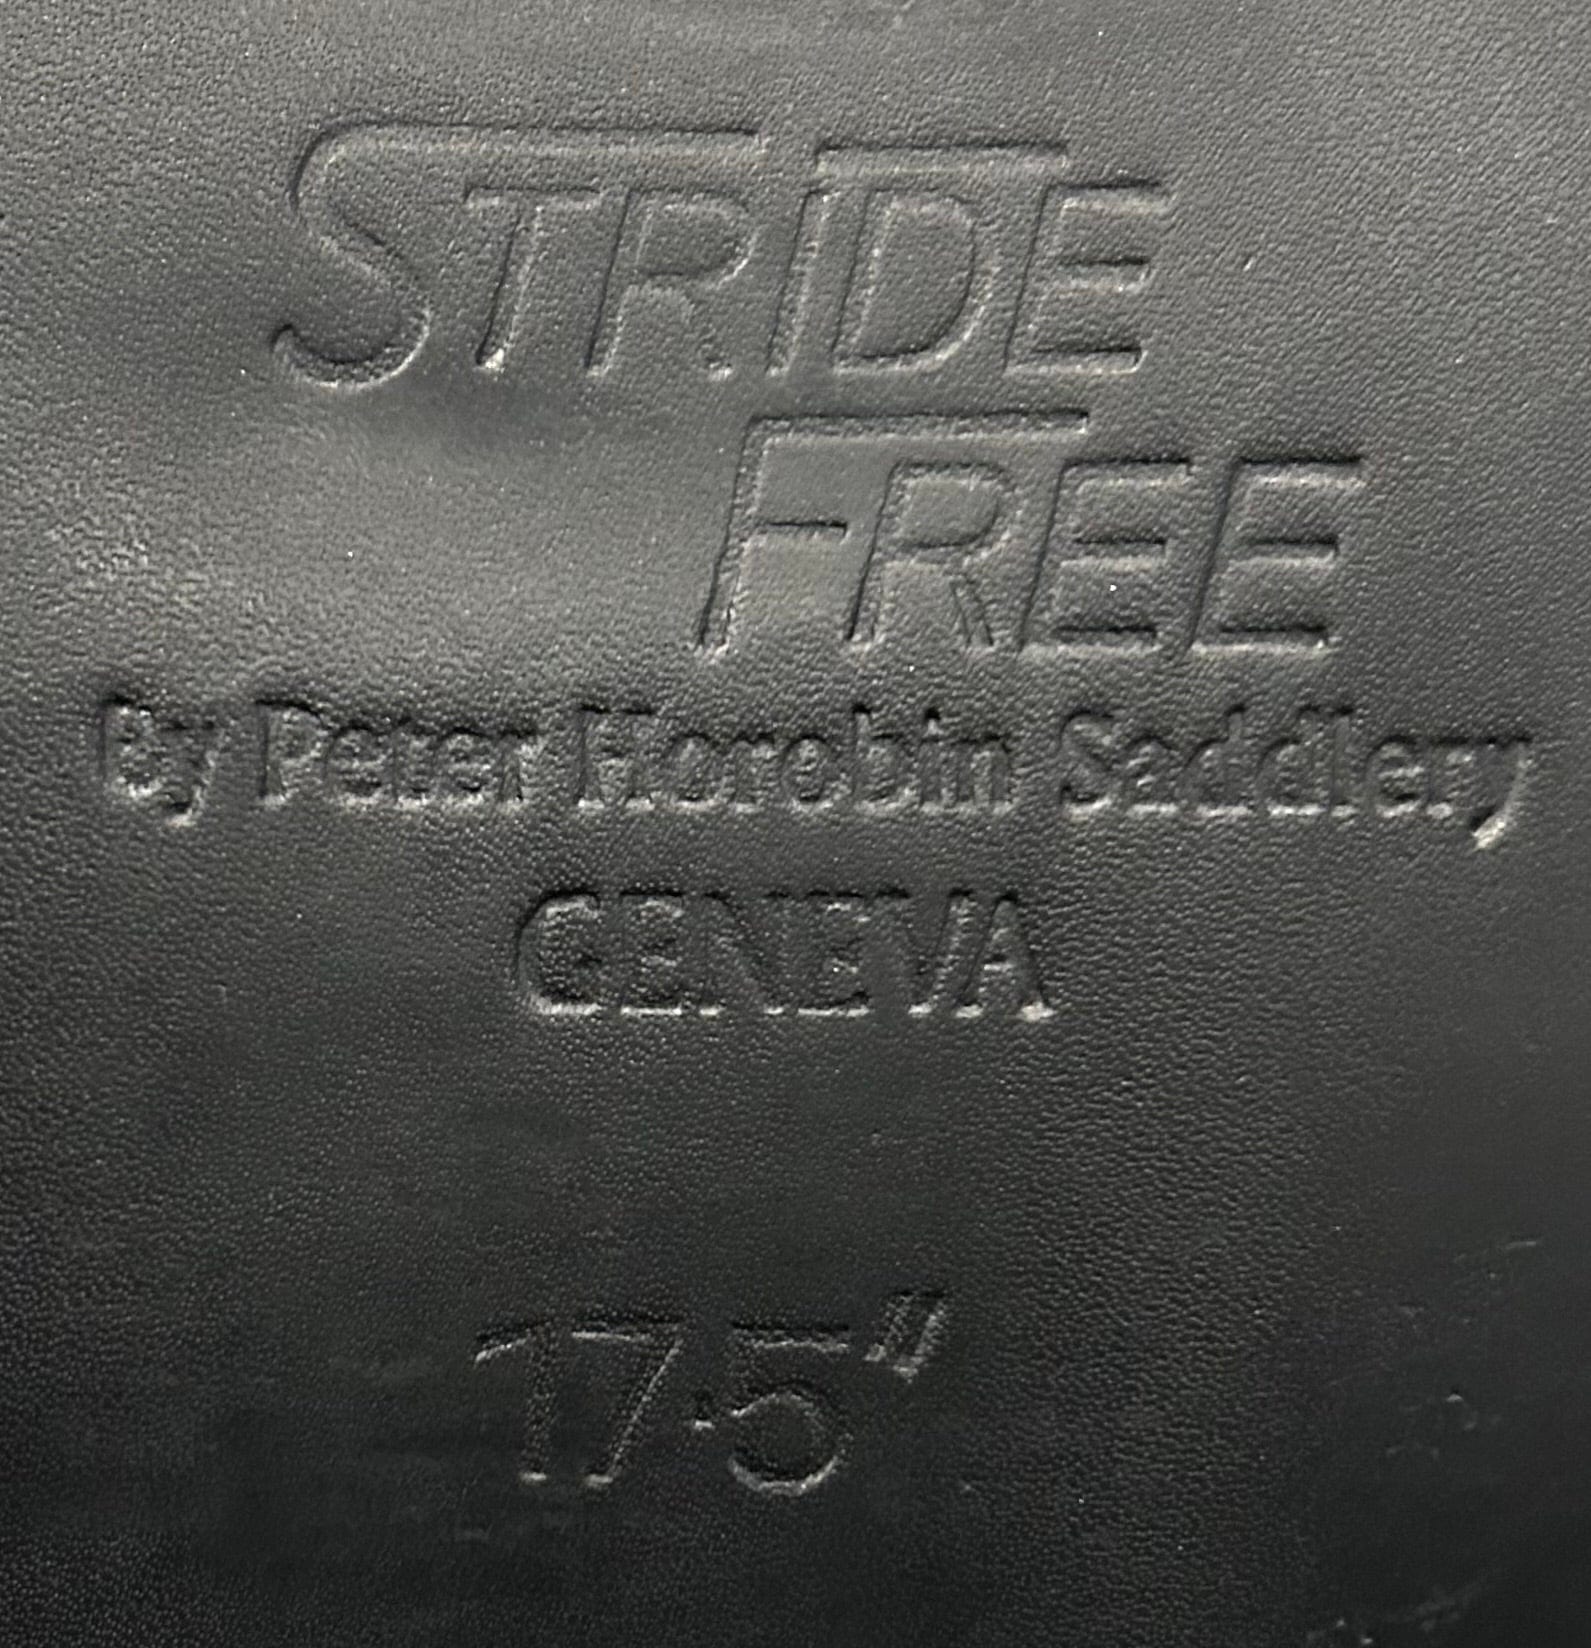 STRIDE
FREE
By Peter Horobin Saddlery
GENEVA
17.5"